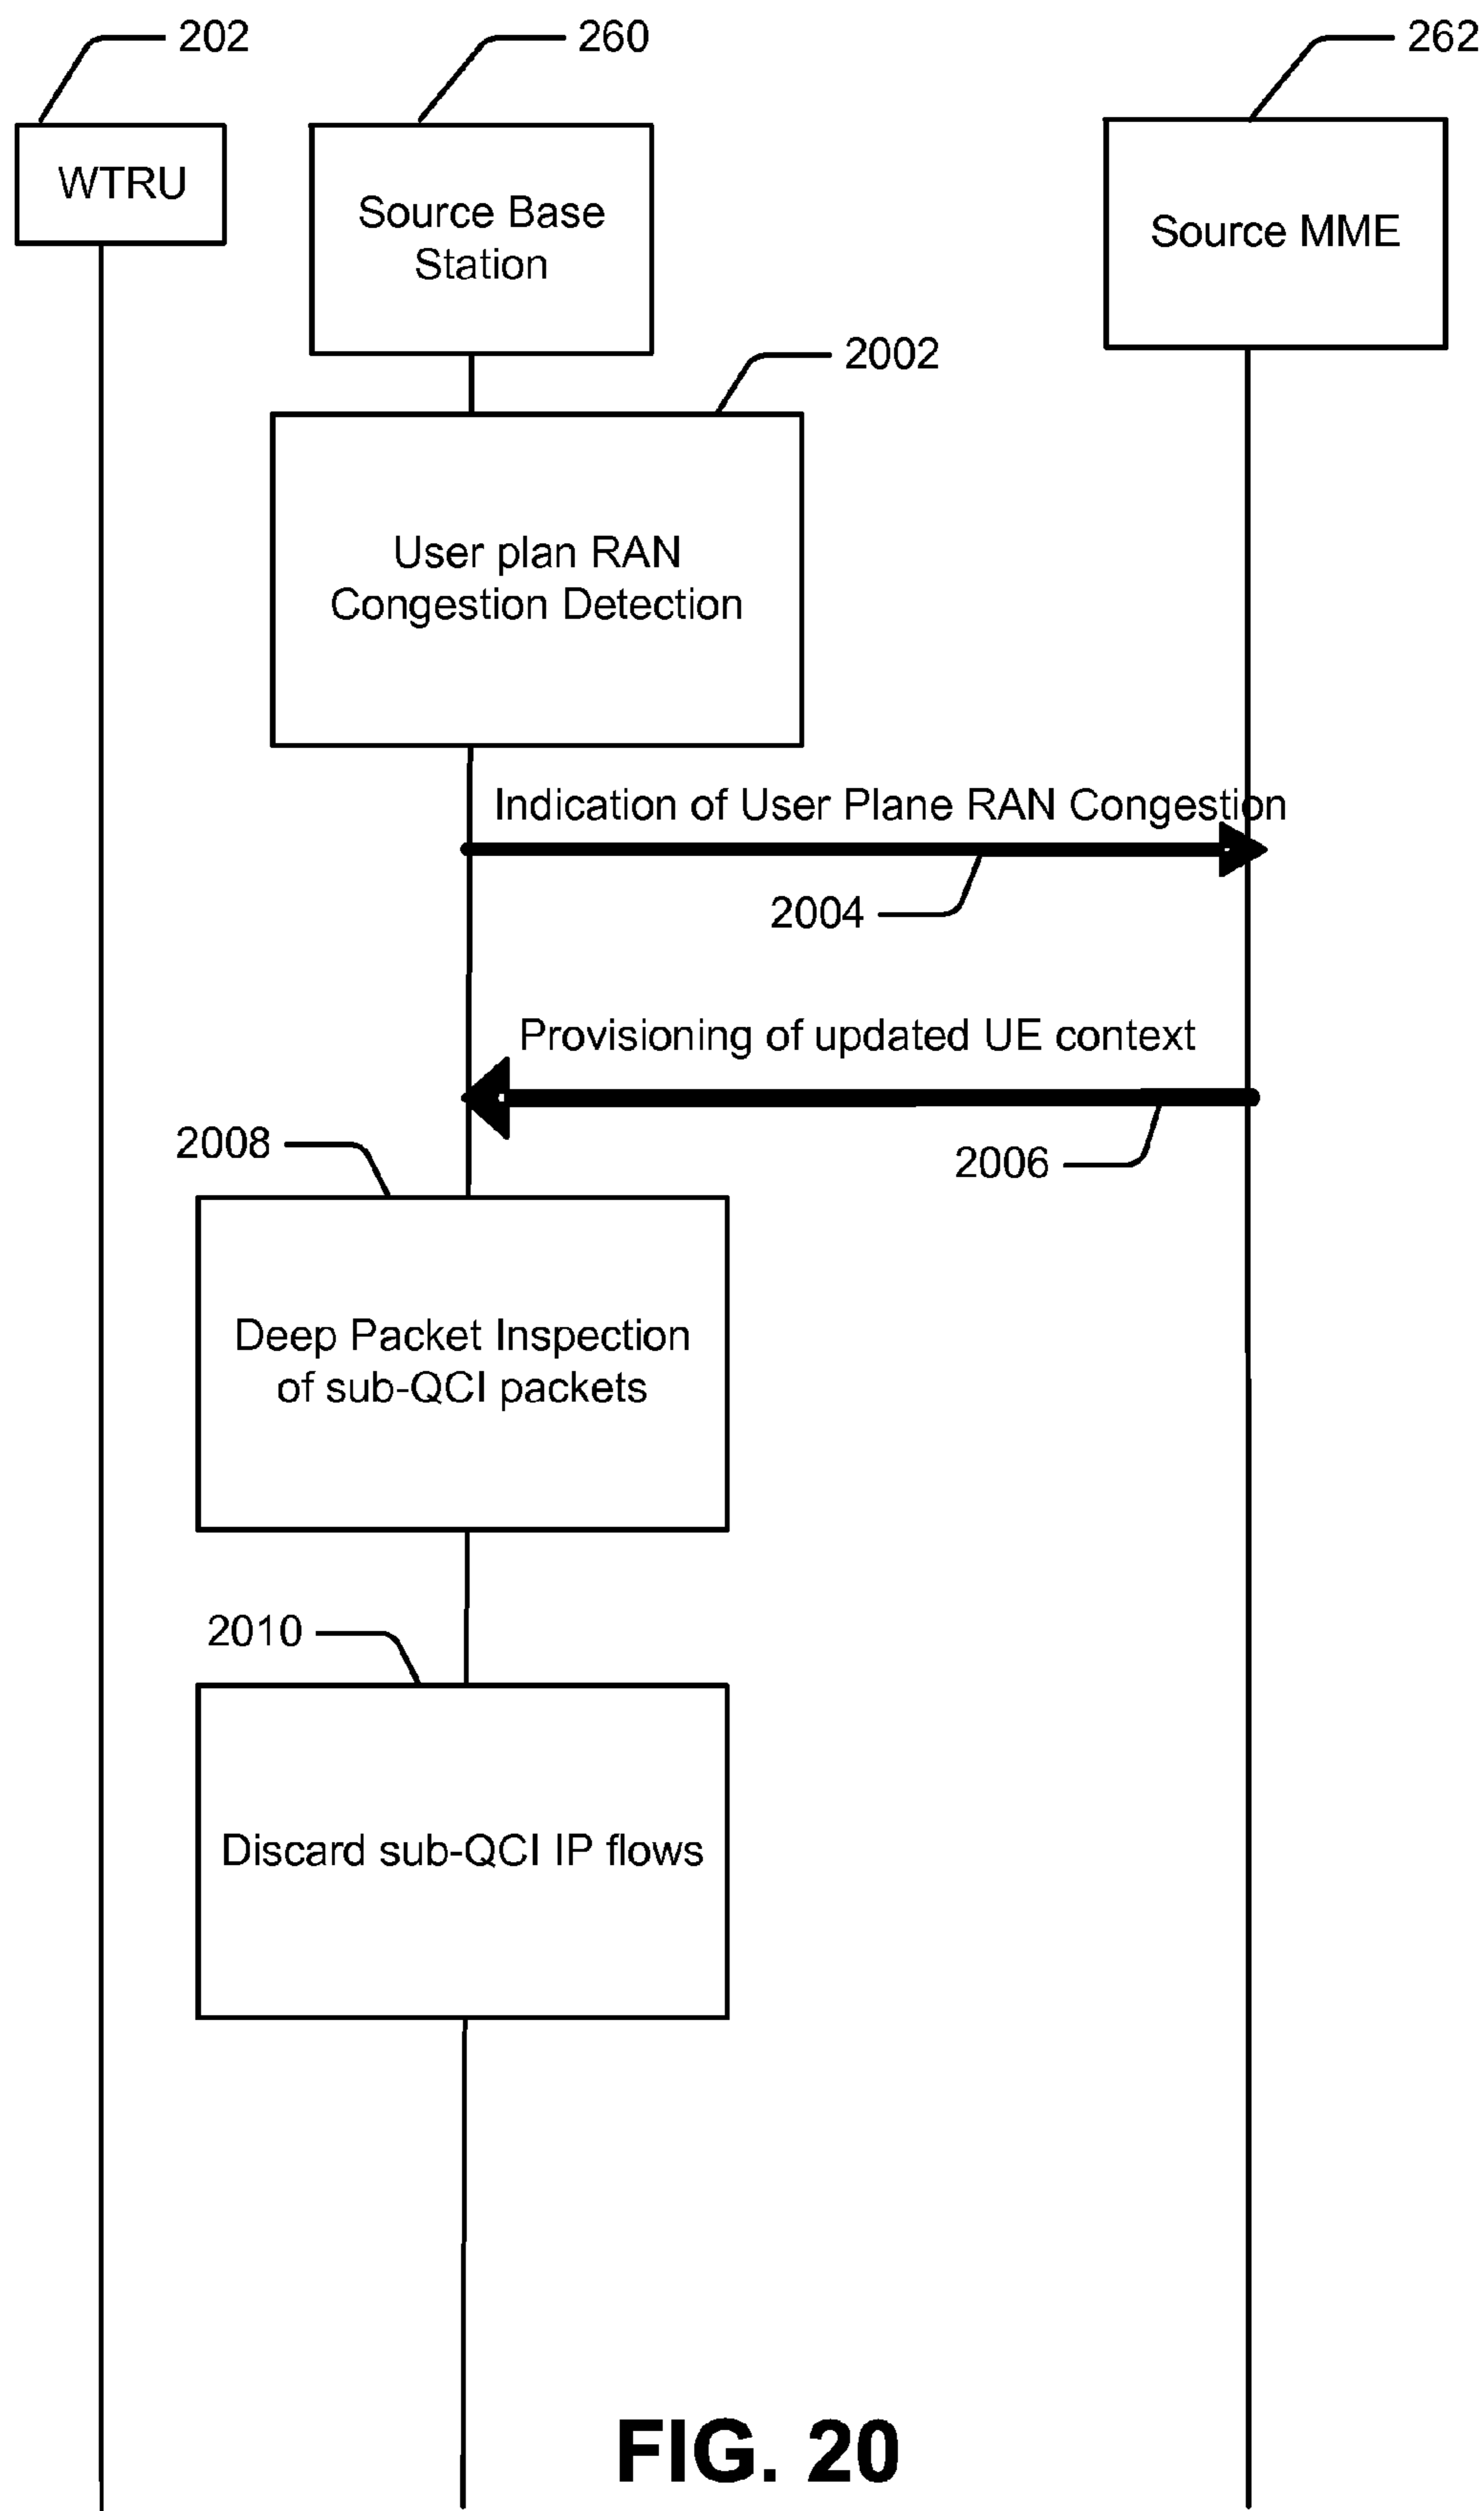 202
260
262
WTRU
Source Base
Station
Source MME
2002
User plan RAN
Congestion Detection
Indication of User Plane RAN Congestion
2004
Provisioning of updated UE context
2006
2008
Deep Packet Inspection
of sub-QCI packets
2010
Discard sub-QCI IP flows
FIG. 20